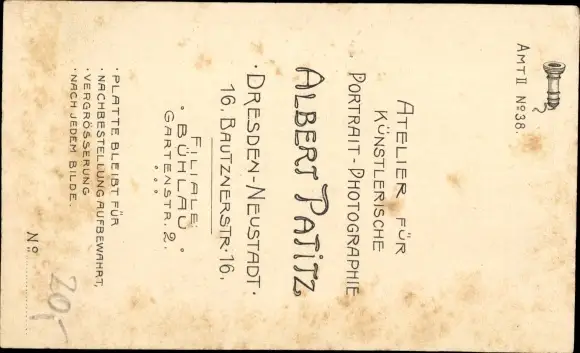 AMT II Nº 38.
ATELIER FÜR
KÜNSTLERISCHE
PORTRAIT-PHOTOGRAPHIE
ALBERT PATITZ
· DRESDEN-NEUSTADT ·
16, BAUTZNERSTR. 16.
FILIALE:
· BÜHLAU ·
GARTENSTR. 2.
· PLATTE BLEIBT FÜR
· NACHBESTELLUNG AUFBEWAHRT,
· VERGRÖSSERUNG
· NACH JEDEM BILDE.
Nº
20,-